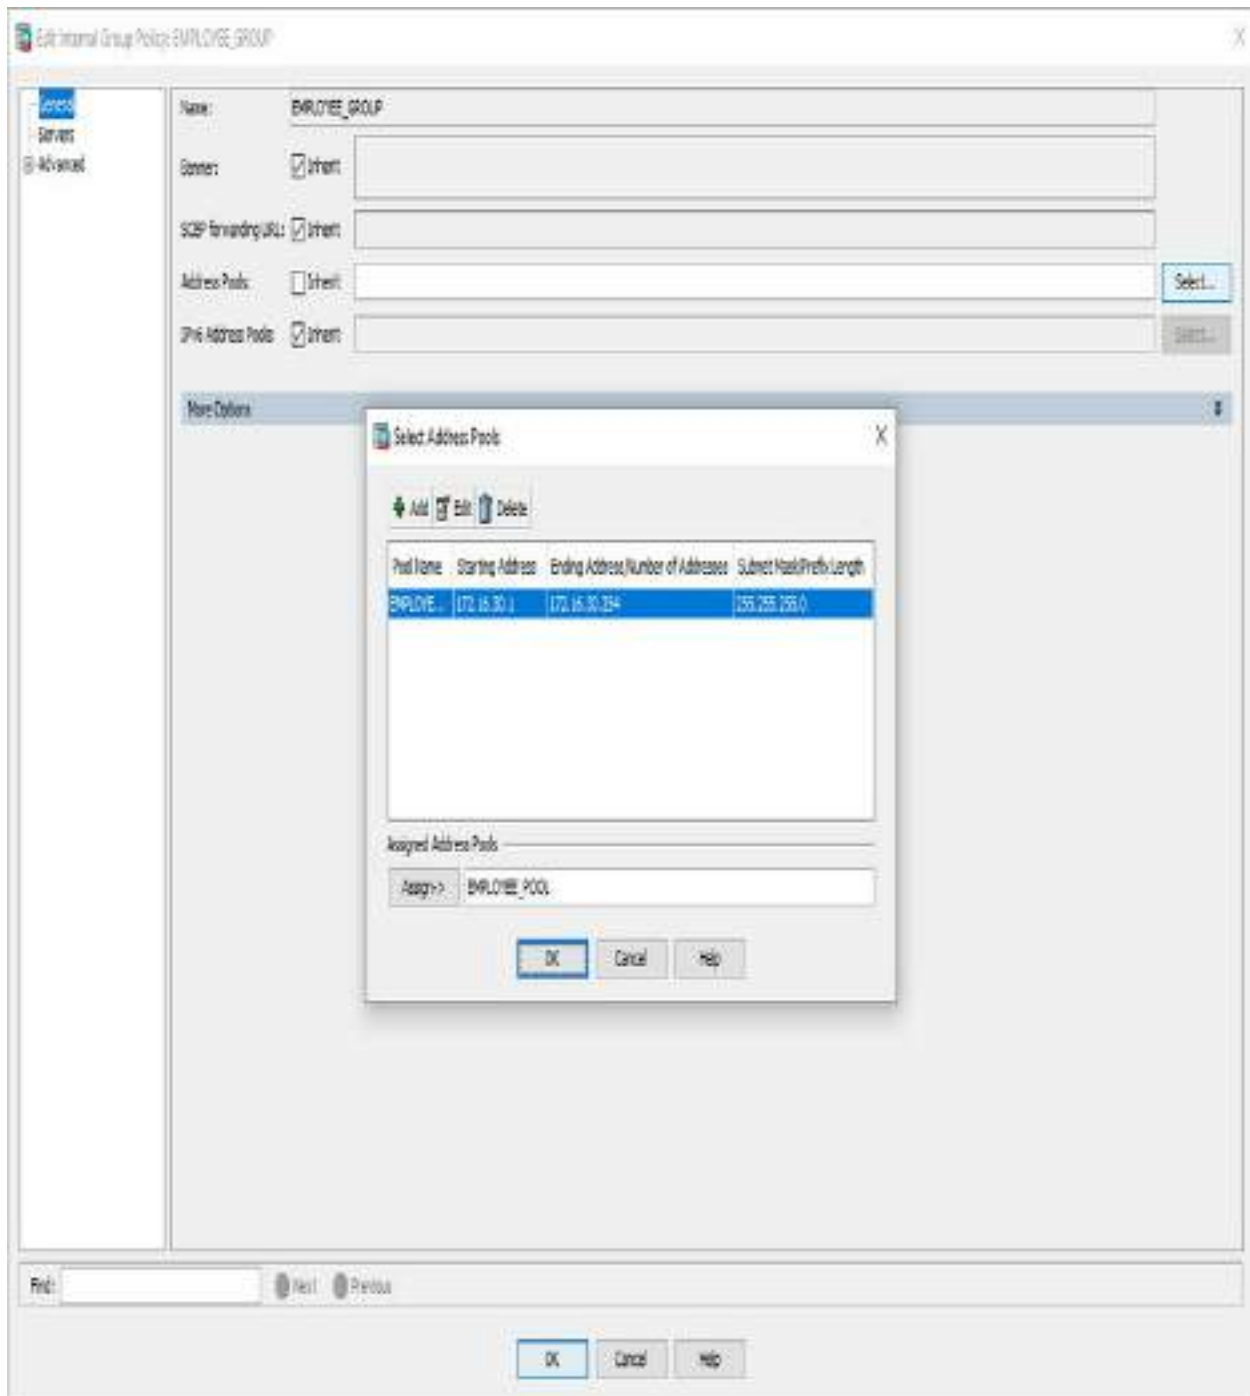 Edit Internal Group Policy: EMPLOYEE_GROUP
General
Servers
Advanced
Name: EMPLOYEE_GROUP
Banner: Inherit
SCEP forwarding URL: Inherit
Address Pools: Inherit Select...
IPv6 Address Pools: Inherit Select...
More Options
Select Address Pools
Add Edit Delete
Pool Name Starting Address Ending Address/Number of Addresses Subnet Mask/Prefix Length
EMPLOYE... 172.16.30.1 172.16.30.254 255.255.255.0
Assigned Address Pools
Assign-> EMPLOYEE_POOL
OK Cancel Help
Find: Next Previous
OK Cancel Help